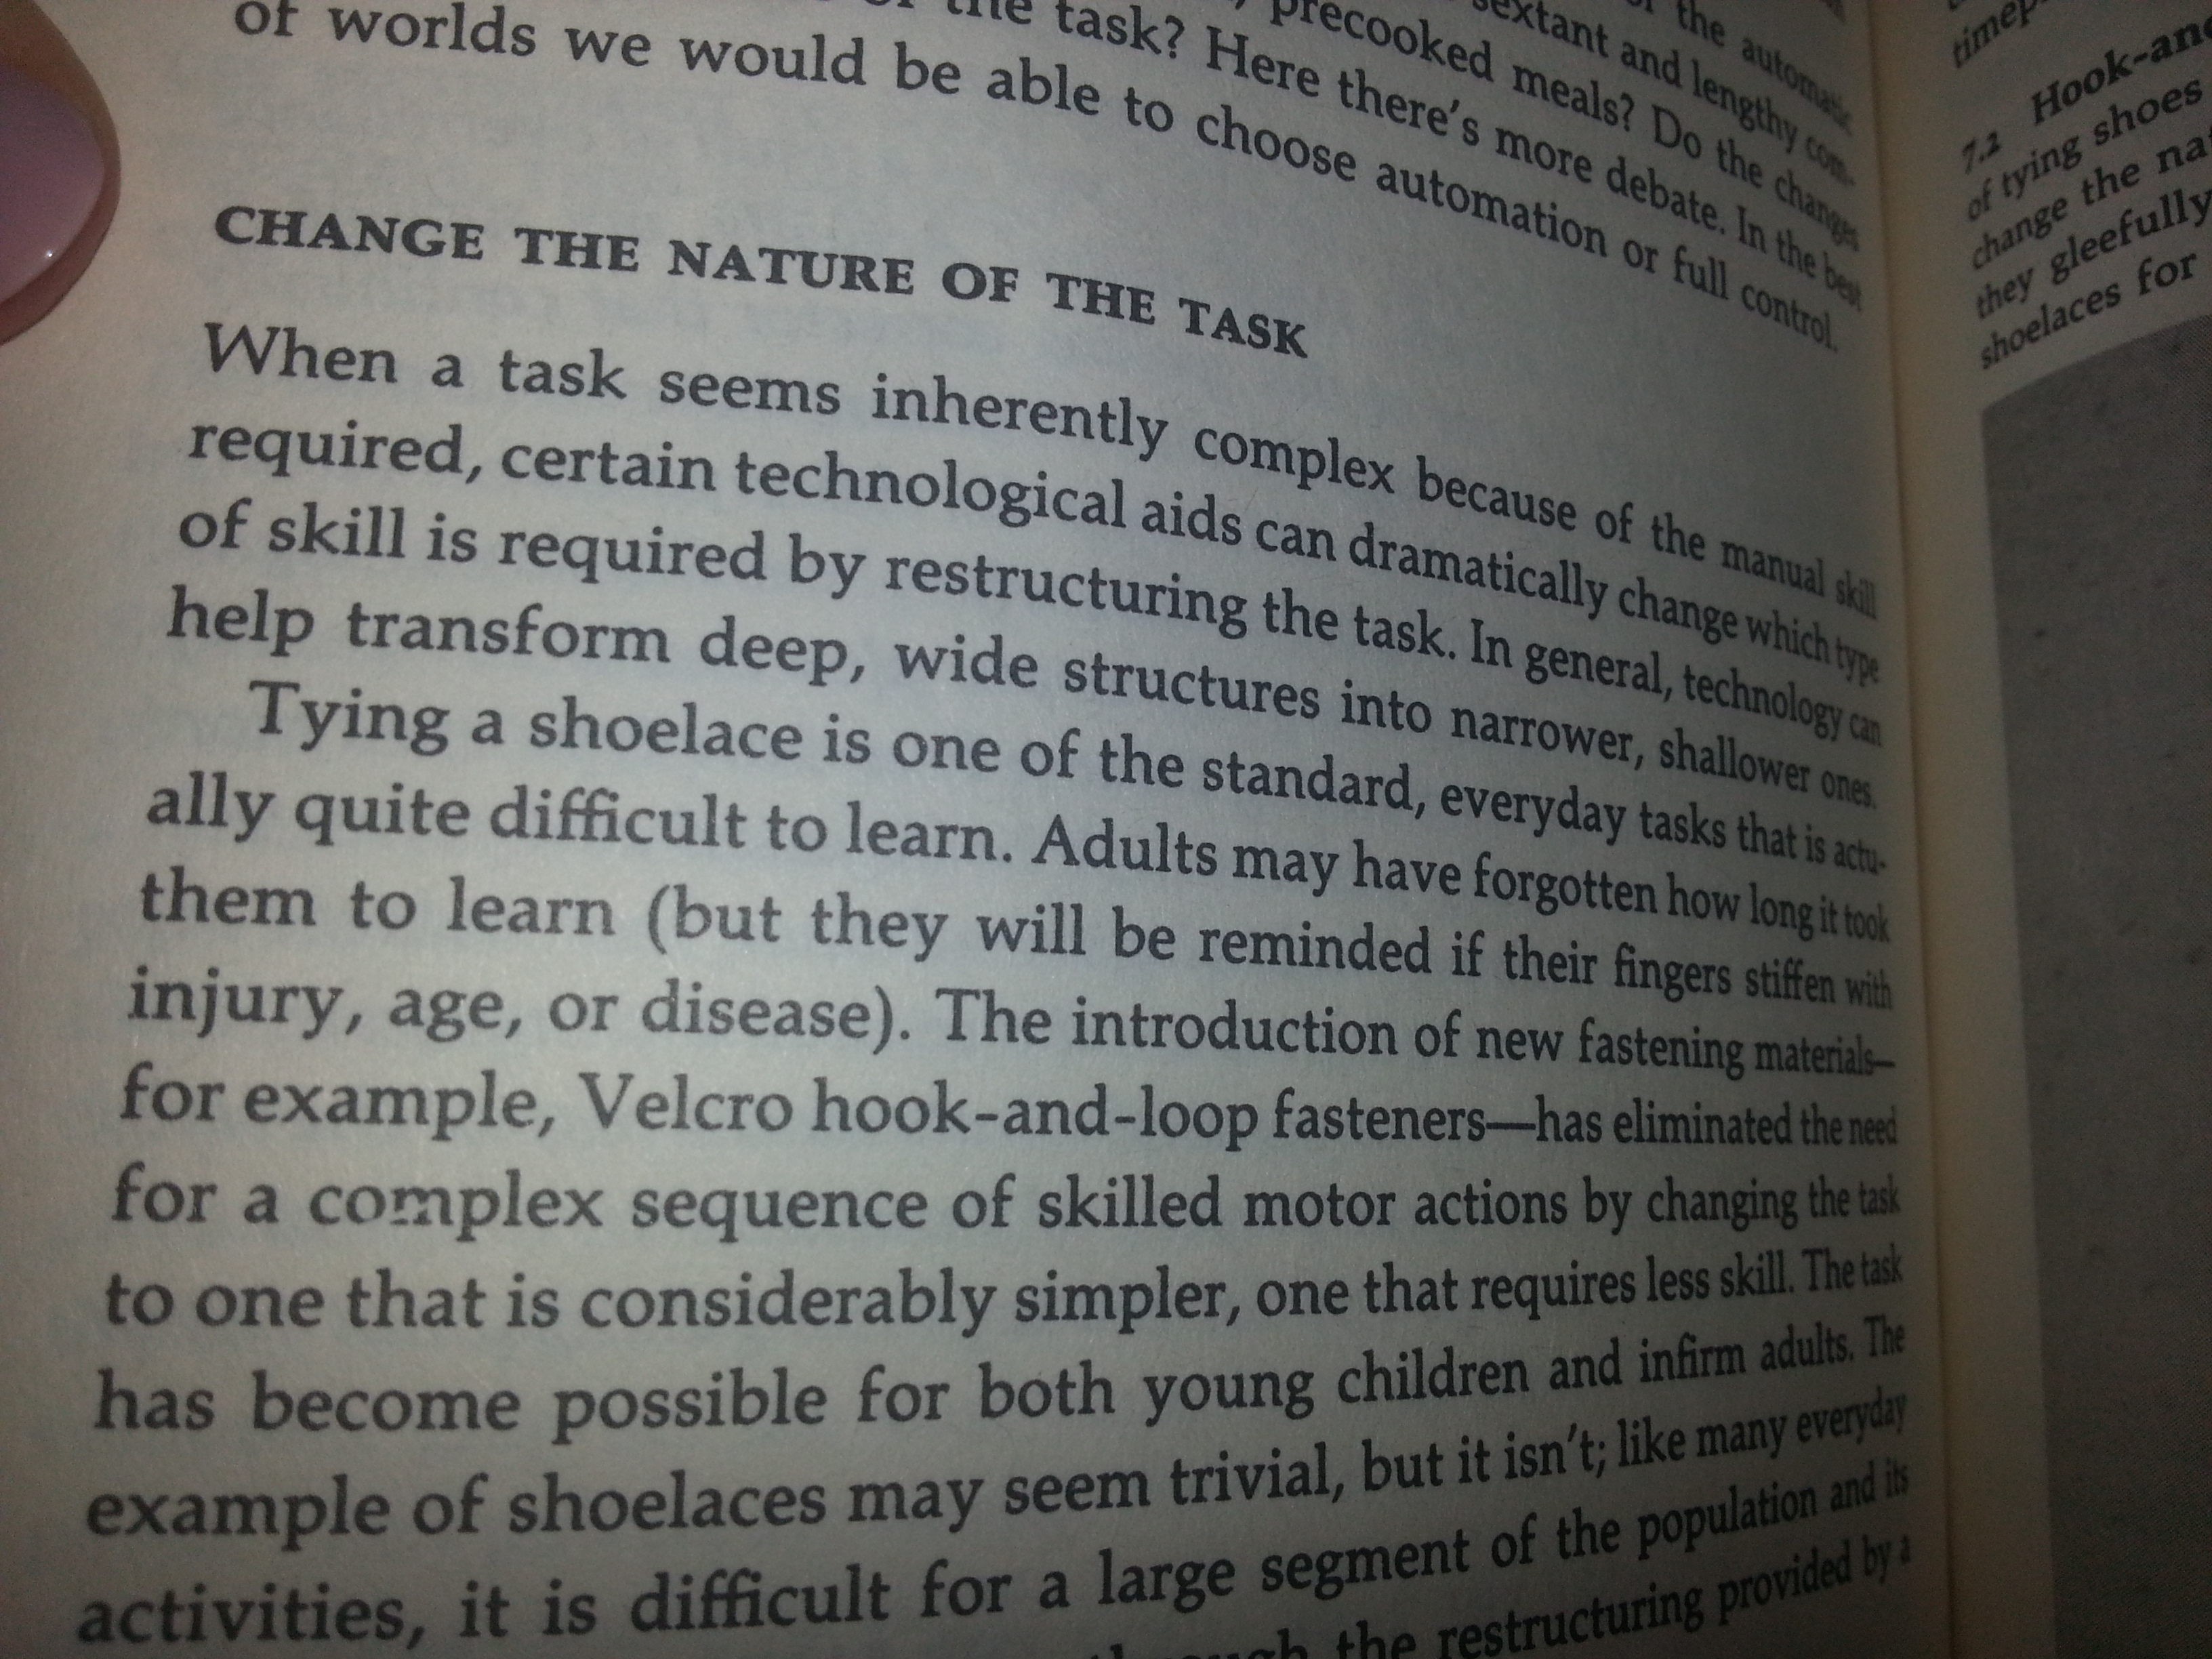 the automatic
sextant and lengthy com-
precooked meals? Do the changes
the task? Here there's more debate. In the best
of worlds we would be able to choose automation or full control.
CHANGE THE NATURE OF THE TASK
When a task seems inherently complex because of the manual skill
required, certain technological aids can dramatically change which type
of skill is required by restructuring the task. In general, technology can
help transform deep, wide structures into narrower, shallower ones.
Tying a shoelace is one of the standard, everyday tasks that is actu-
ally quite difficult to learn. Adults may have forgotten how long it took
them to learn (but they will be reminded if their fingers stiffen with
injury, age, or disease). The introduction of new fastening materials—
for example, Velcro hook-and-loop fasteners—has eliminated the need
for a complex sequence of skilled motor actions by changing the task
to one that is considerably simpler, one that requires less skill. The task
has become possible for both young children and infirm adults. The
example of shoelaces may seem trivial, but it isn't; like many everyday
activities, it is difficult for a large segment of the population and its
the restructuring provided by a
7.2 Hook-and
of tying shoes
change the na
they gleefully
shoelaces for